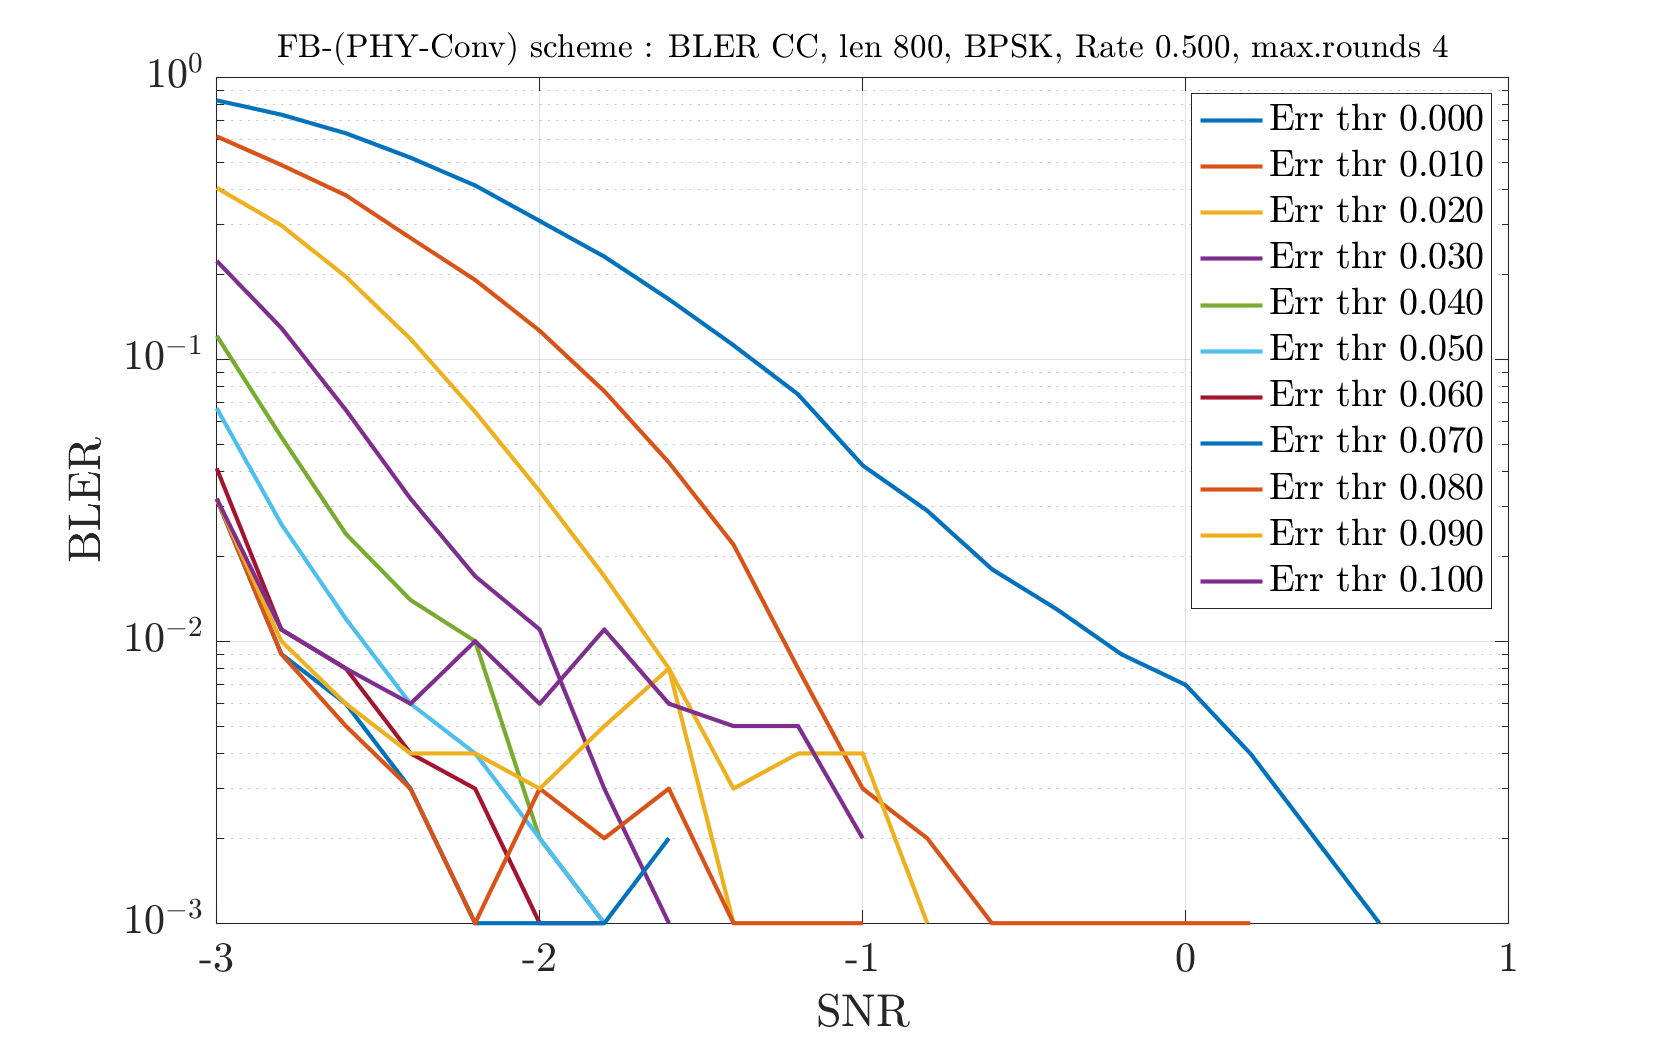 FB-(PHY-Conv) scheme : BLER CC, len 800, BPSK, Rate 0.500, max.rounds 4
10^0
10^{-1}
10^{-2}
10^{-3}
BLER
Err thr 0.000
Err thr 0.010
Err thr 0.020
Err thr 0.030
Err thr 0.040
Err thr 0.050
Err thr 0.060
Err thr 0.070
Err thr 0.080
Err thr 0.090
Err thr 0.100
-3 -2 -1 0 1
SNR